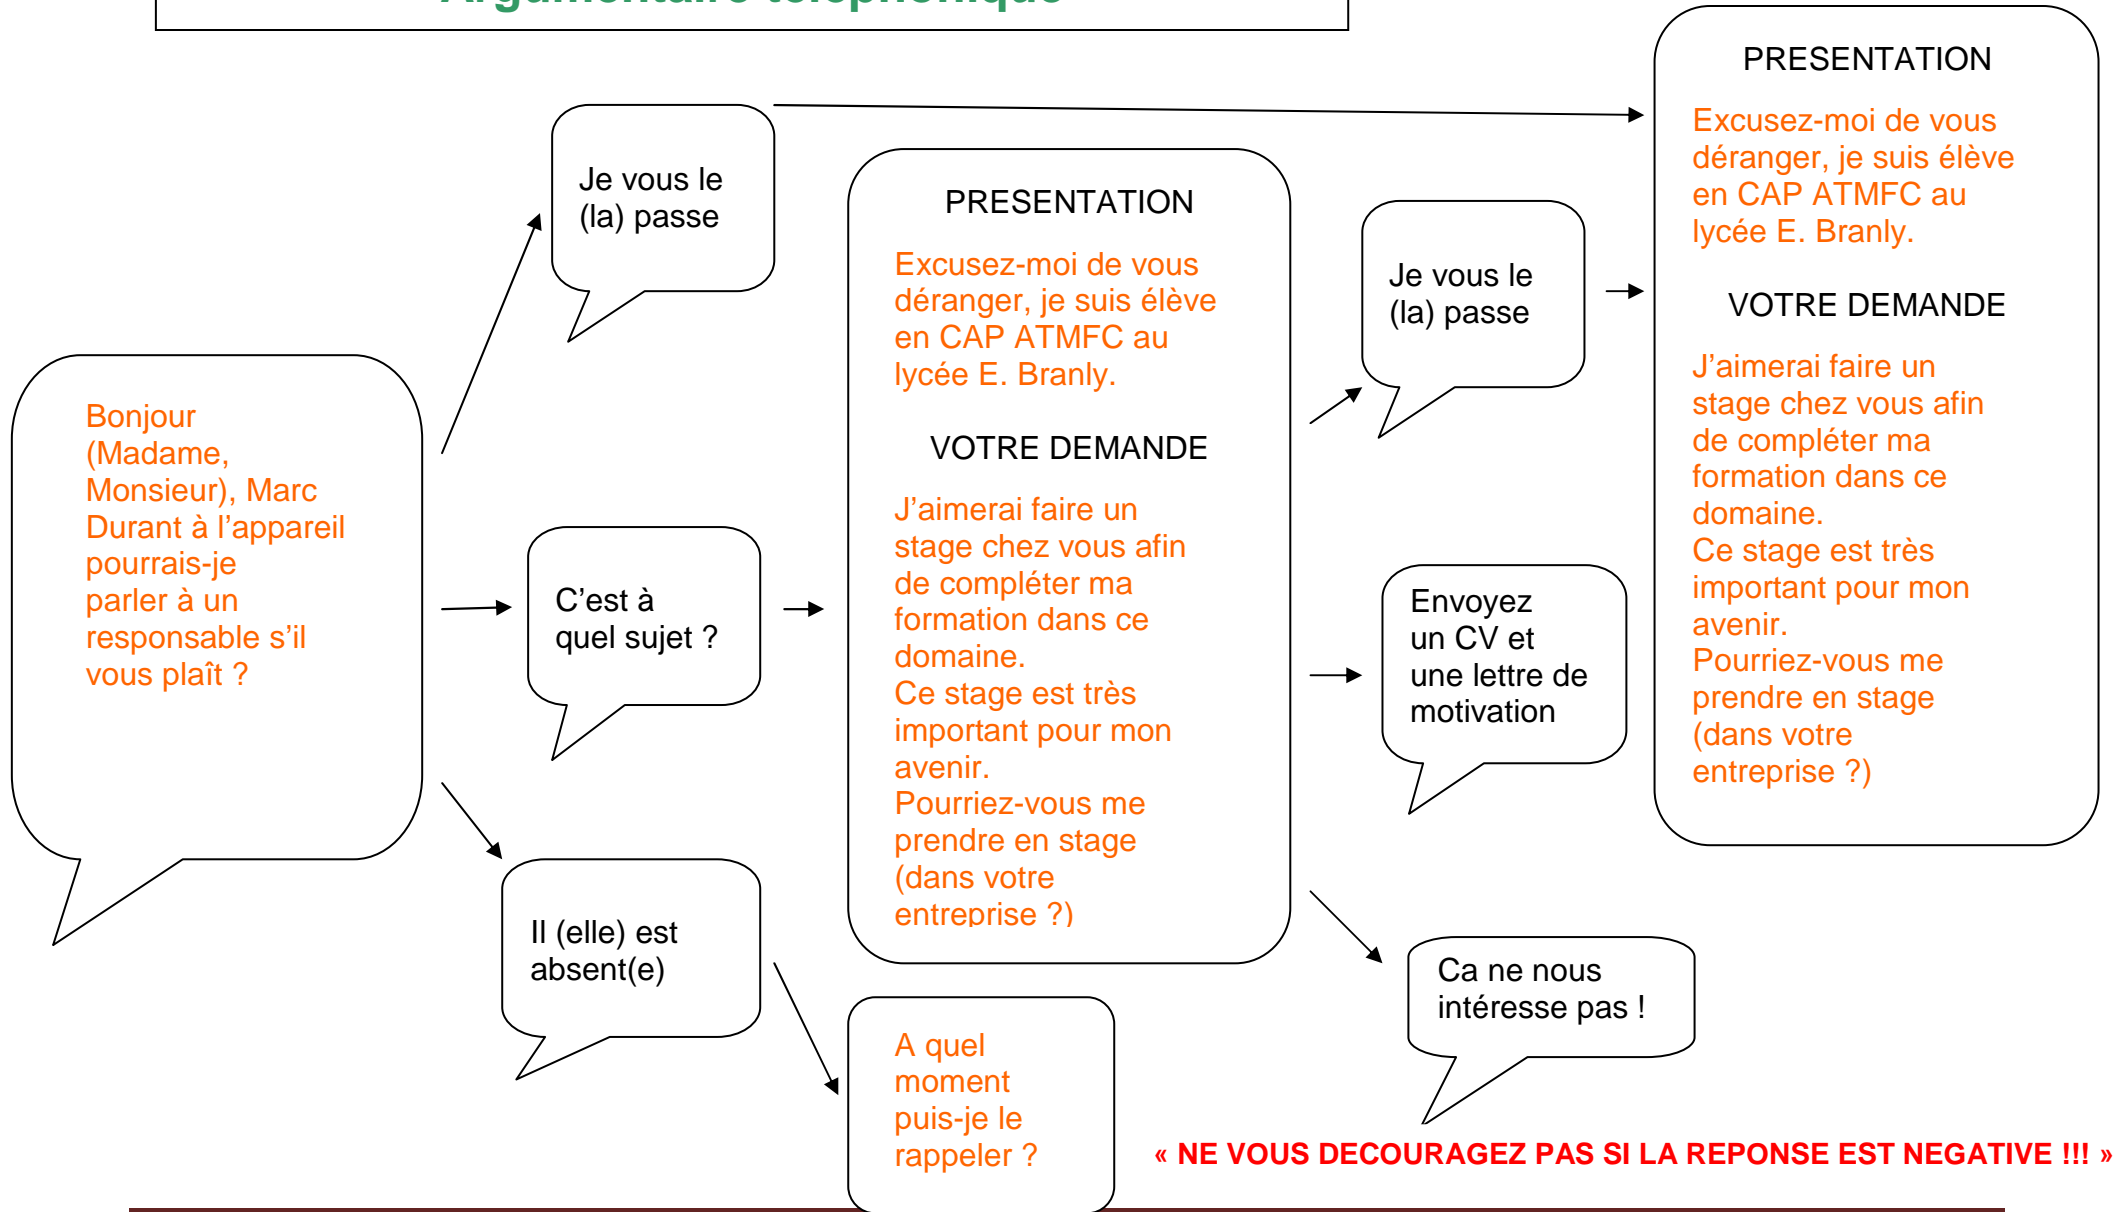 Argumentaire téléphonique
Bonjour
(Madame,
Monsieur), Marc
Durant à l’appareil
pourrais-je
parler à un
responsable s’il
vous plaît ?
Je vous le
(la) passe
C’est à
quel sujet ?
Il (elle) est
absent(e)
PRESENTATION
Excusez-moi de vous
déranger, je suis élève
en CAP ATMFC au
lycée E. Branly.
VOTRE DEMANDE
J’aimerai faire un
stage chez vous afin
de compléter ma
formation dans ce
domaine.
Ce stage est très
important pour mon
avenir.
Pourriez-vous me
prendre en stage
(dans votre
entreprise ?)
A quel
moment
puis-je le
rappeler ?
Je vous le
(la) passe
Envoyez
un CV et
une lettre de
motivation
Ca ne nous
intéresse pas !
PRESENTATION
Excusez-moi de vous
déranger, je suis élève
en CAP ATMFC au
lycée E. Branly.
VOTRE DEMANDE
J’aimerai faire un
stage chez vous afin
de compléter ma
formation dans ce
domaine.
Ce stage est très
important pour mon
avenir.
Pourriez-vous me
prendre en stage
(dans votre
entreprise ?)
« NE VOUS DECOURAGEZ PAS SI LA REPONSE EST NEGATIVE !!! »